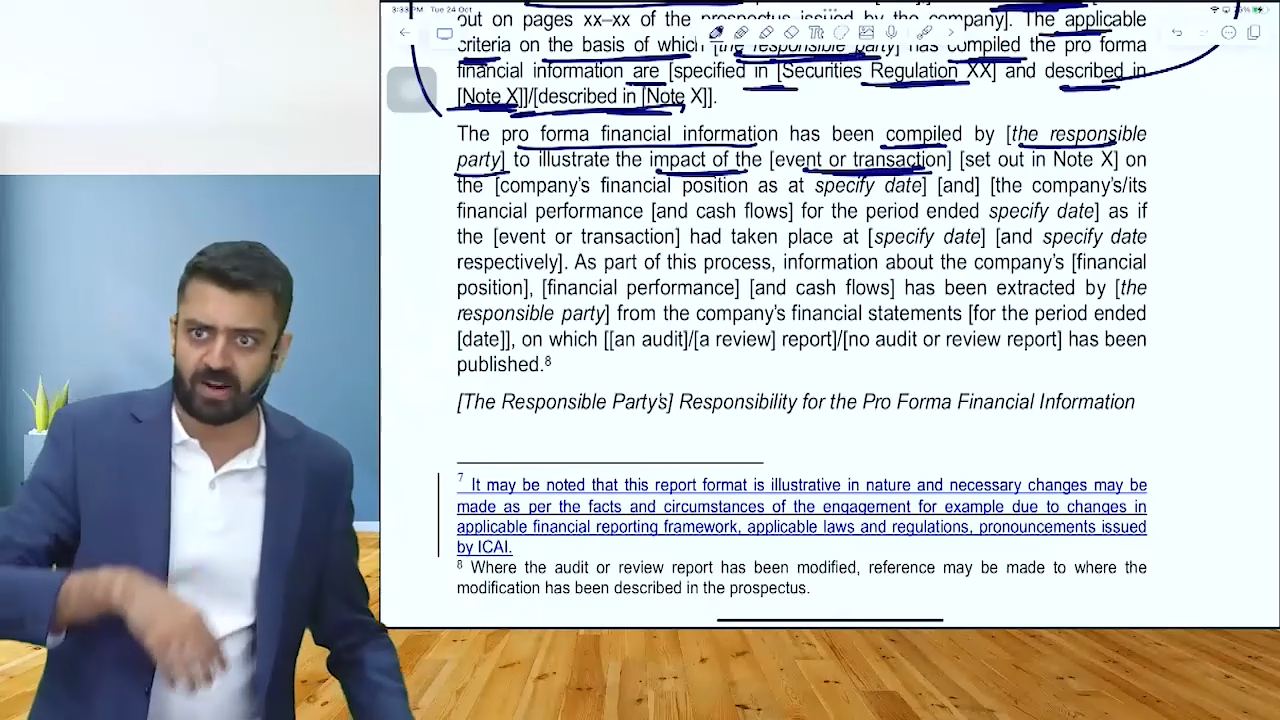 3:33 PM Tue 24 Oct
out on pages xx–xx of the prospectus issued by the company]. The applicable
criteria on the basis of which [the responsible party] has compiled the pro forma
financial information are [specified in [Securities Regulation XX] and described in
[Note X]]/[described in [Note X]].
The pro forma financial information has been compiled by [the responsible
party] to illustrate the impact of the [event or transaction] [set out in Note X] on
the [company's financial position as at specify date] [and] [the company's/its
financial performance [and cash flows] for the period ended specify date] as if
the [event or transaction] had taken place at [specify date] [and specify date
respectively]. As part of this process, information about the company's [financial
position], [financial performance] [and cash flows] has been extracted by [the
responsible party] from the company's financial statements [for the period ended
[date]], on which [[an audit]/[a review] report]/[no audit or review report] has been
published.8
[The Responsible Party's] Responsibility for the Pro Forma Financial Information
7 It may be noted that this report format is illustrative in nature and necessary changes may be
made as per the facts and circumstances of the engagement for example due to changes in
applicable financial reporting framework, applicable laws and regulations, pronouncements issued
by ICAI.
8 Where the audit or review report has been modified, reference may be made to where the
modification has been described in the prospectus.